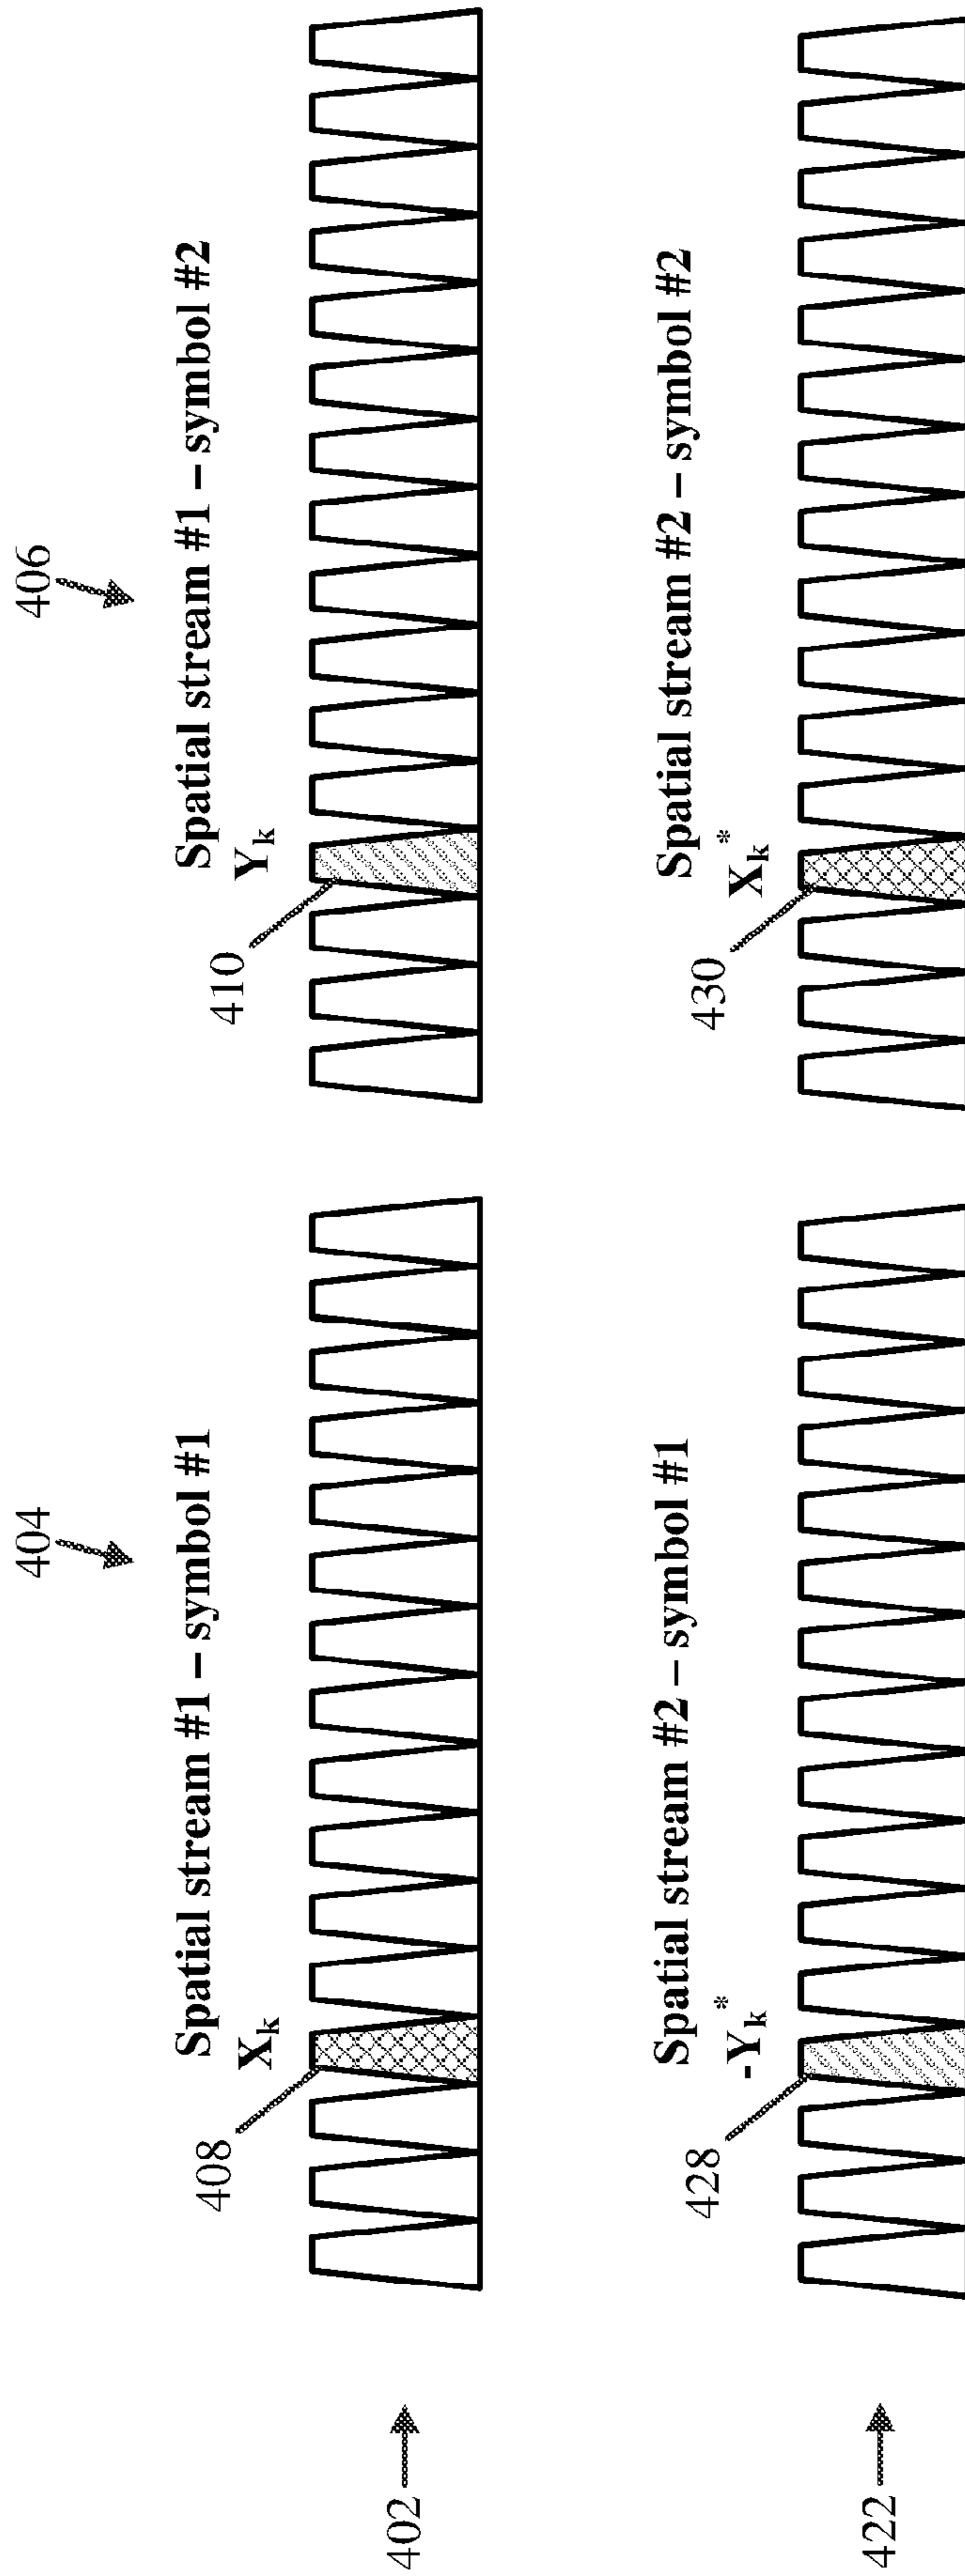 404
406
Spatial stream #1 – symbol #1
Spatial stream #1 – symbol #2
Xk
Yk
408
410
402
Spatial stream #2 – symbol #1
Spatial stream #2 – symbol #2
-Yk*
Xk*
428
430
422